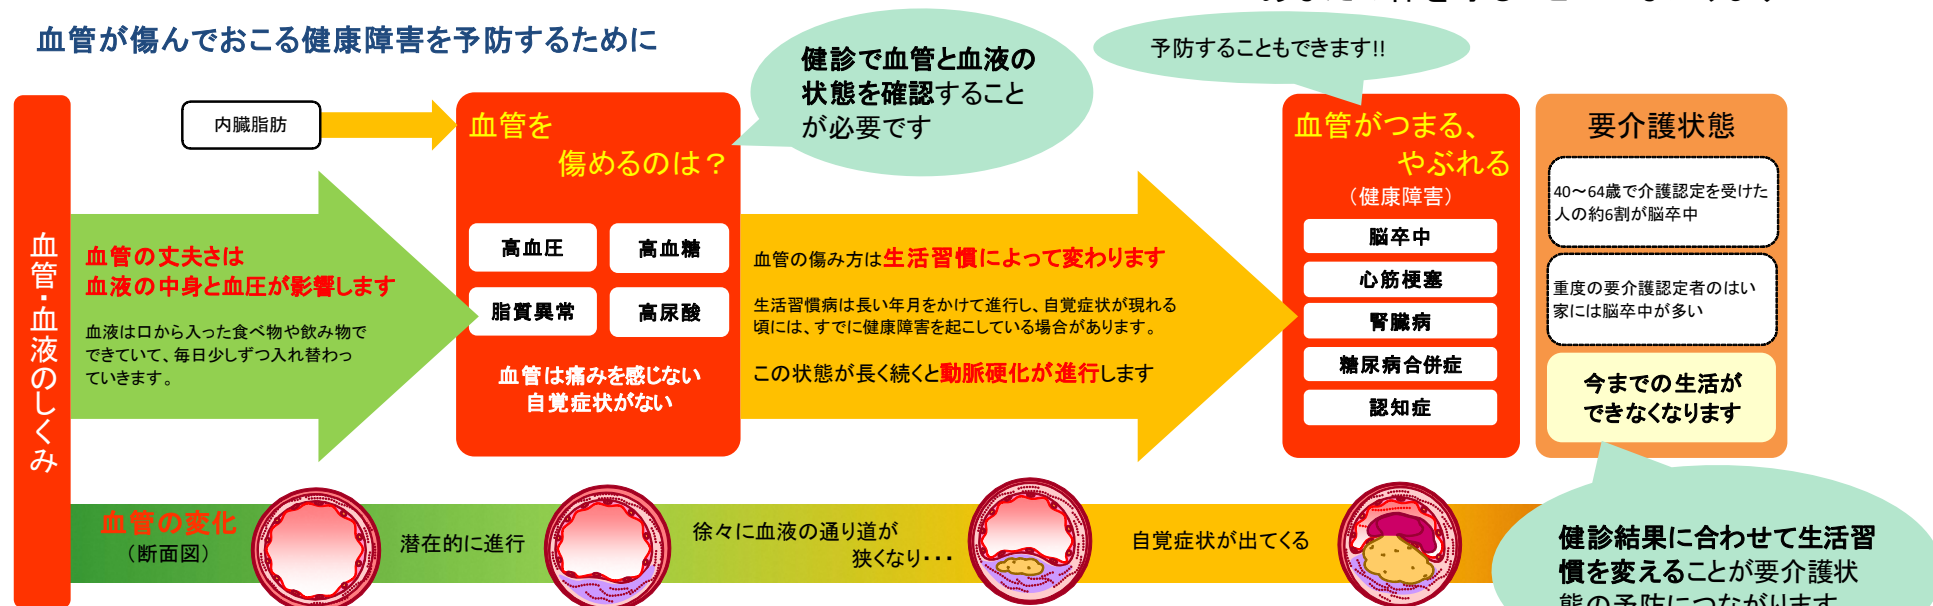 血管が傷んでおこる健康障害を予防するために
健診で血管と血液の
状態を確認すること
が必要です
予防することもできます!!
血管・血液のしくみ
内臓脂肪
血管の丈夫さは
血液の中身と血圧が影響します
血液は口から入った食べ物や飲み物で
できていて、毎日少しずつ入れ替わっ
ていきます。
血管を
傷めるのは？
高血圧
高血糖
脂質異常
高尿酸
血管は痛みを感じない
自覚症状がない
血管の傷み方は生活習慣によって変わります
生活習慣病は長い年月をかけて進行し、自覚症状が現れる
頃には、すでに健康障害を起こしている場合があります。
この状態が長く続くと動脈硬化が進行します
血管がつまる、
やぶれる
（健康障害）
脳卒中
心筋梗塞
腎臓病
糖尿病合併症
認知症
要介護状態
40～64歳で介護認定を受けた
人の約6割が脳卒中
重度の要介護認定者のはい
家には脳卒中が多い
今までの生活が
できなくなります
血管の変化
（断面図）
潜在的に進行
徐々に血液の通り道が
狭くなり・・・
自覚症状が出てくる
健診結果に合わせて生活習
慣を変えることが要介護状
態の予防につながります